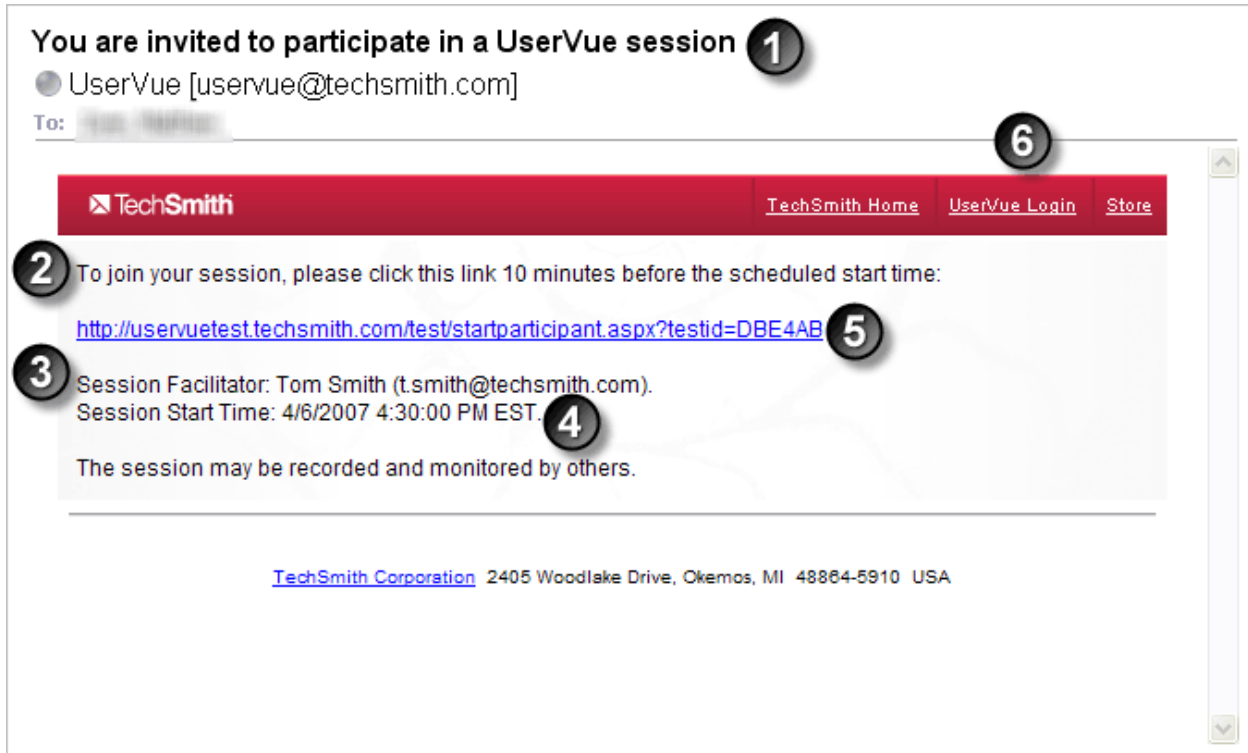 You are invited to participate in a UserVue session 1
UserVue [uservue@techsmith.com]
To:
6
TechSmith TechSmith Home UserVue Login Store
2 To join your session, please click this link 10 minutes before the scheduled start time:
http://uservuetest.techsmith.com/test/startparticipant.aspx?testid=DBE4AB 5
3 Session Facilitator: Tom Smith (t.smith@techsmith.com).
Session Start Time: 4/6/2007 4:30:00 PM EST. 4
The session may be recorded and monitored by others.
TechSmith Corporation 2405 Woodlake Drive, Okemos, MI 48864-5910 USA